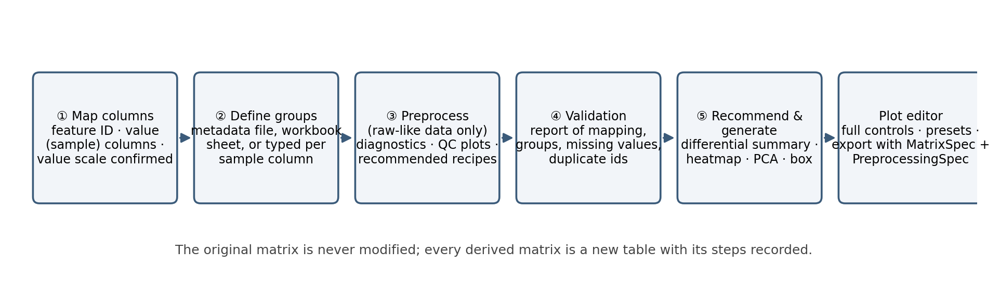 ① Map columns
feature ID · value
(sample) columns ·
value scale confirmed
② Define groups
metadata file, workbook
sheet, or typed per
sample column
③ Preprocess
(raw-like data only)
diagnostics · QC plots ·
recommended recipes
④ Validation
report of mapping,
groups, missing values,
duplicate ids
⑤ Recommend &
generate
differential summary ·
heatmap · PCA · box
Plot editor
full controls · presets ·
export with MatrixSpec +
PreprocessingSpec
The original matrix is never modified; every derived matrix is a new table with its steps recorded.